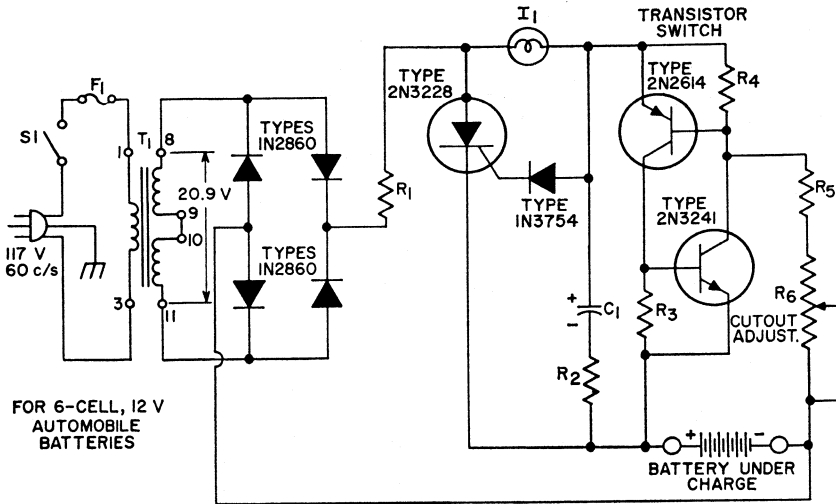 I1
TRANSISTOR
SWITCH
TYPE
2N3228
TYPE
2N2614
R4
F1
S1
T1
1
8
TYPES
1N2860
20.9 V
9
10
R1
TYPE
1N3754
TYPE
2N3241
R5
117 V
60 c/s
TYPES
1N2860
3
11
+
C1
-
R3
R6
CUTOUT
ADJUST.
R2
FOR 6-CELL, 12 V
AUTOMOBILE
BATTERIES
+
-
BATTERY UNDER
CHARGE